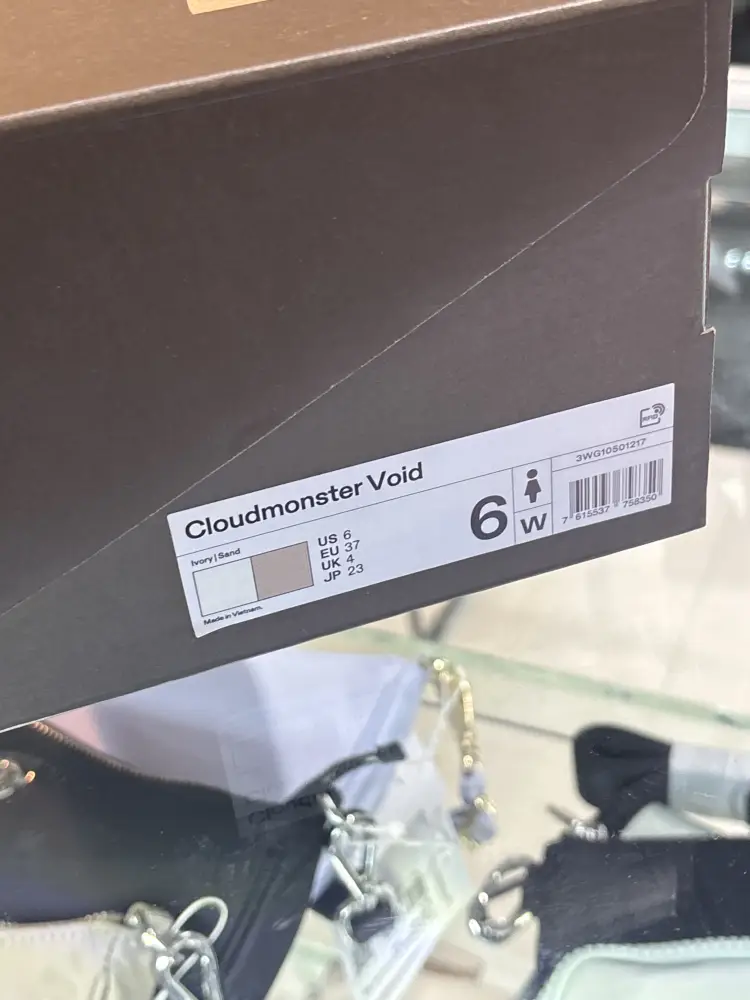 RFID
Cloudmonster Void
3WG10501217
Ivory | Sand
US 6
EU 37
UK 4
JP 23
6
W
7 615537 758350
Made in Vietnam.